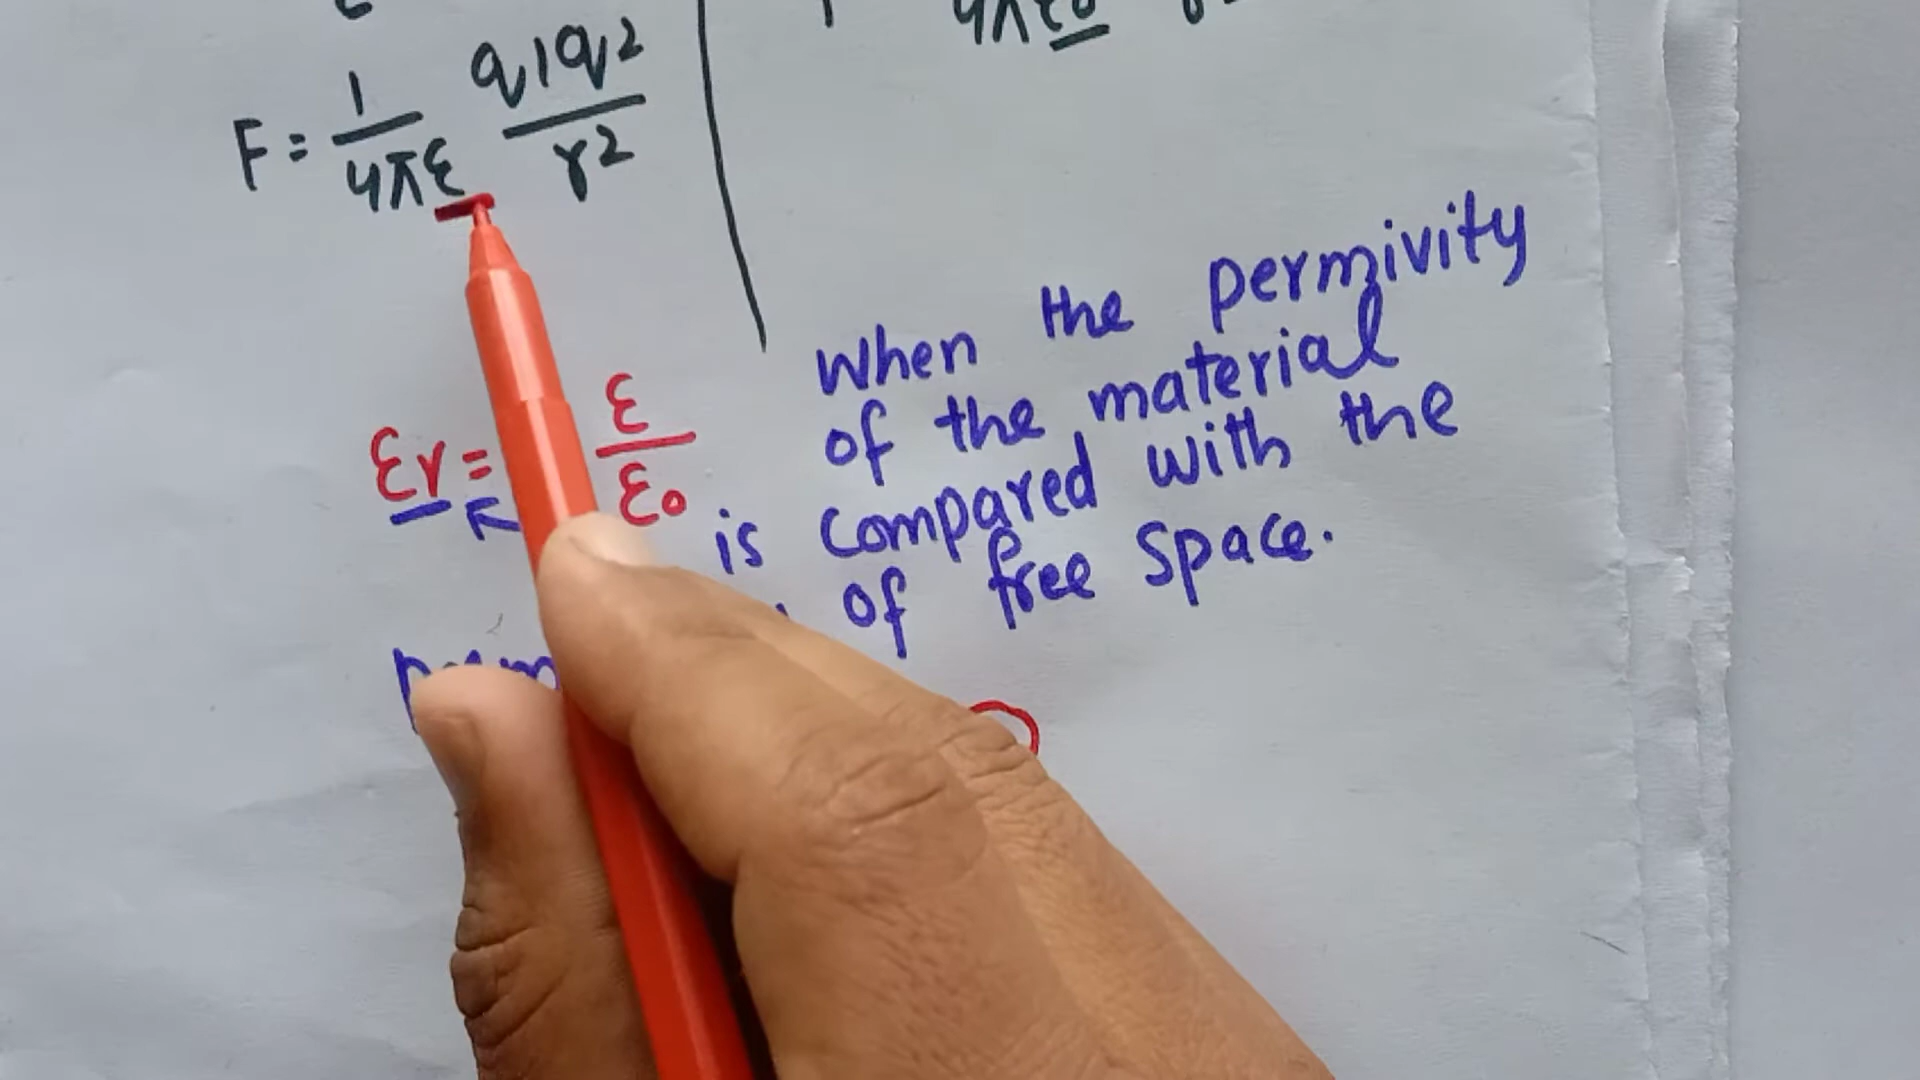 4πε0
F = 1/4πε q1q2/r2
When the permivity
of the material
εr = ε/ε0
is compared with the
of free space.